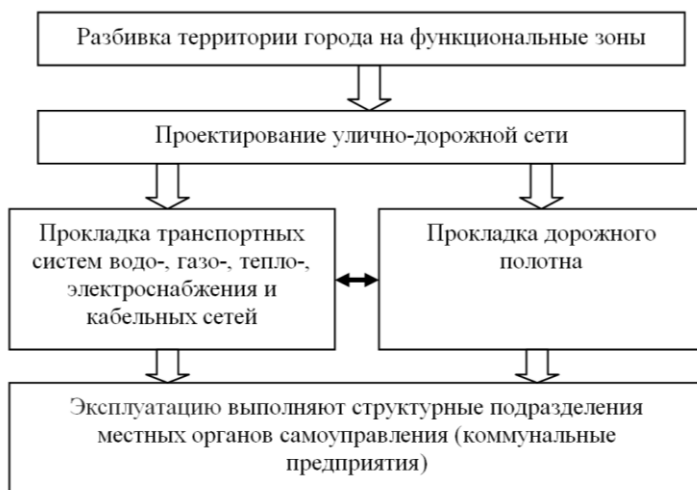 Разбивка территории города на функциональные зоны
Проектирование улично-дорожной сети
Прокладка транспортных
систем водо-, газо-, тепло-,
электроснабжения и
кабельных сетей
Прокладка дорожного
полотна
Эксплуатацию выполняют структурные подразделения
местных органов самоуправления (коммунальные
предприятия)